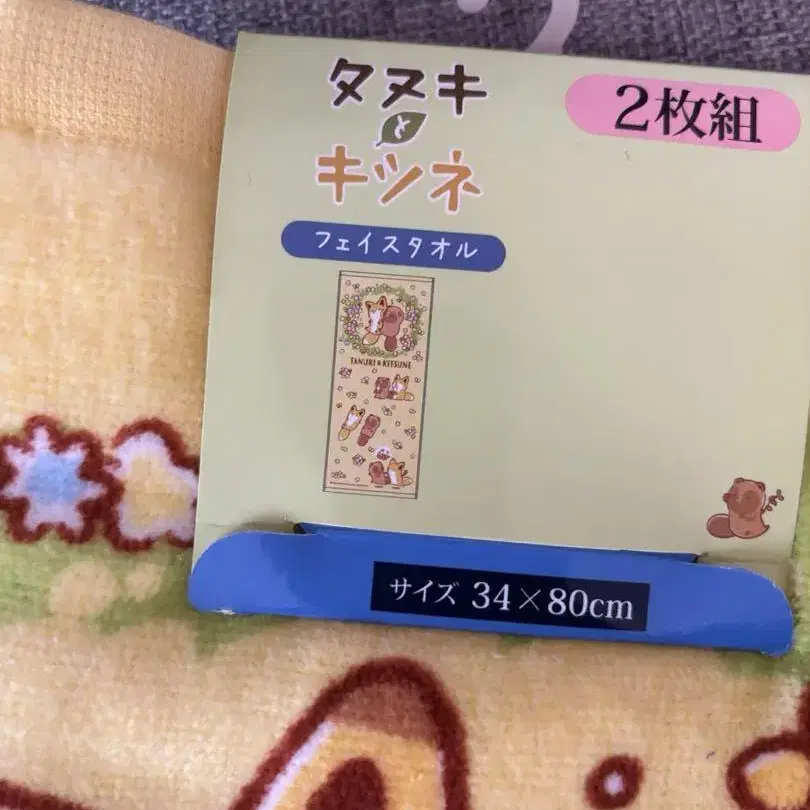 タヌキ
と
キツネ
2枚組
フェイスタオル
TANUKI & KITSUNE
サイズ 34×80cm